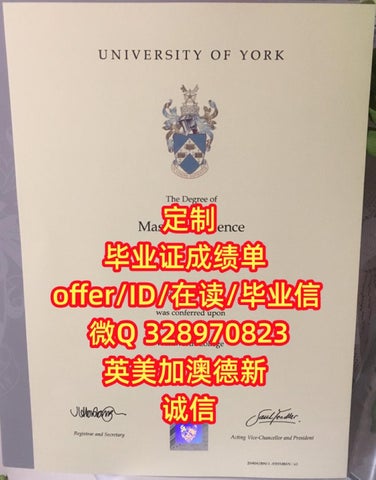 UNIVERSITY OF YORK
The Degree of
定制
毕业证成绩单
offer/ID/在读/毕业信
was conferred upon
微Q 328970823
英美加澳德新
诚信
Registrar and Secretary
Acting Vice-Chancellor and President